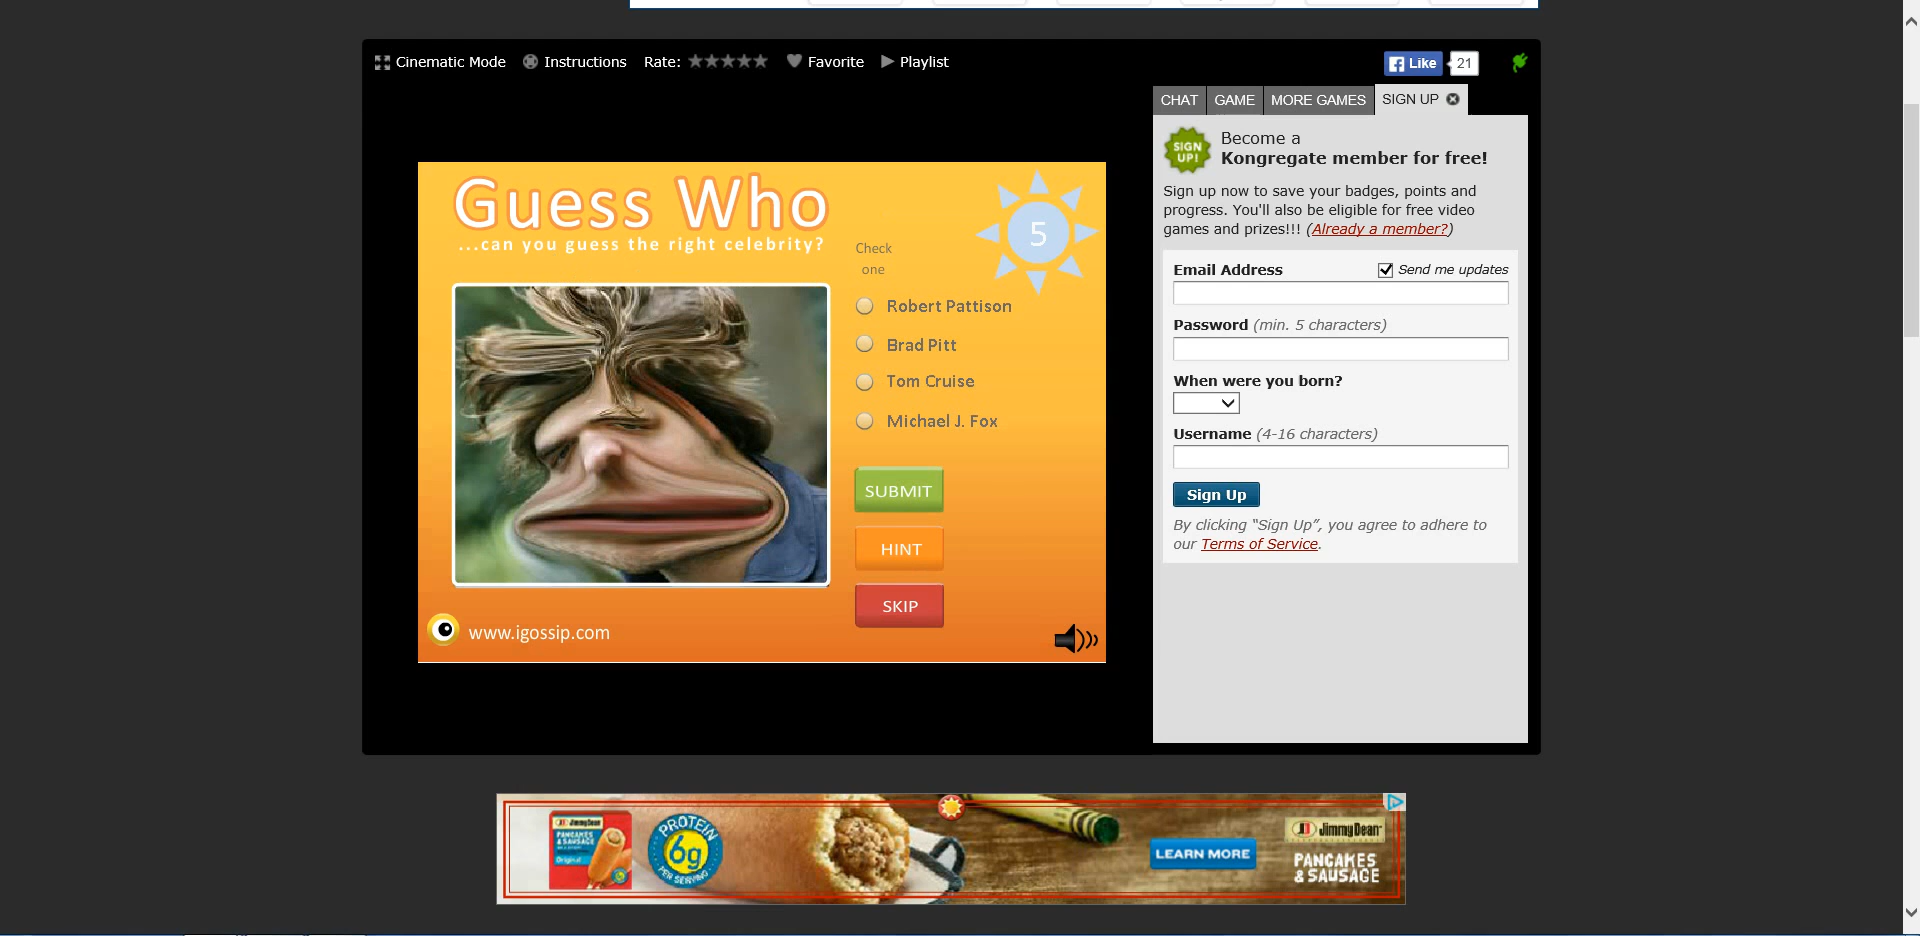 Cinematic Mode Instructions Rate: Favorite Playlist
Like 21
CHAT GAME MORE GAMES SIGN UP
SIGN UP!
Become a
Kongregate member for free!
Sign up now to save your badges, points and
progress. You'll also be eligible for free video
games and prizes!!! (Already a member?)
Email Address Send me updates
Password (min. 5 characters)
When were you born?
Username (4-16 characters)
Sign Up
By clicking “Sign Up”, you agree to adhere to
our Terms of Service.
Guess Who
...can you guess the right celebrity?
5
Check
one
Robert Pattison
Brad Pitt
Tom Cruise
Michael J. Fox
SUBMIT
HINT
SKIP
www.igossip.com
Jimmy Dean
PANCAKES
& SAUSAGE
Original
PROTEIN
6g
PER SERVING
LEARN MORE
Jimmy Dean
PANCAKES
& SAUSAGE